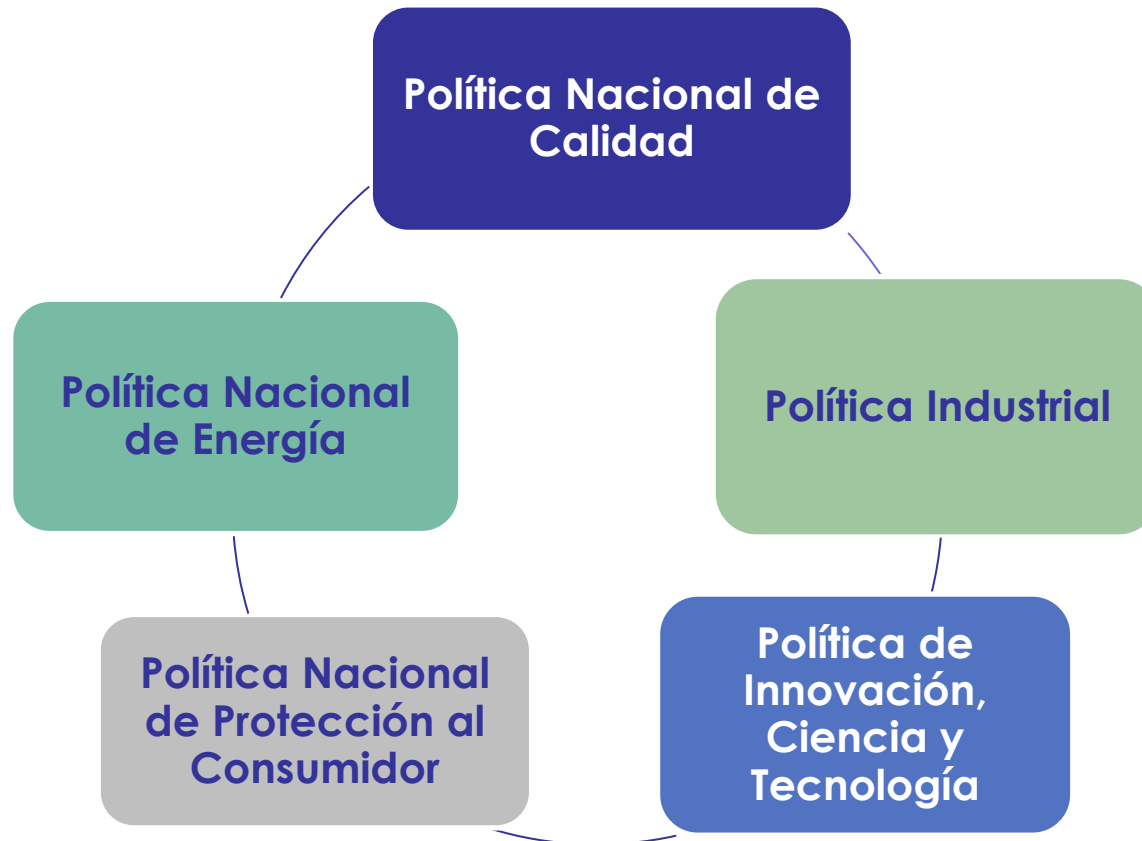 Política Nacional de
Calidad
Política Nacional
de Energía
Política Industrial
Política Nacional
de Protección al
Consumidor
Política de
Innovación,
Ciencia y
Tecnología